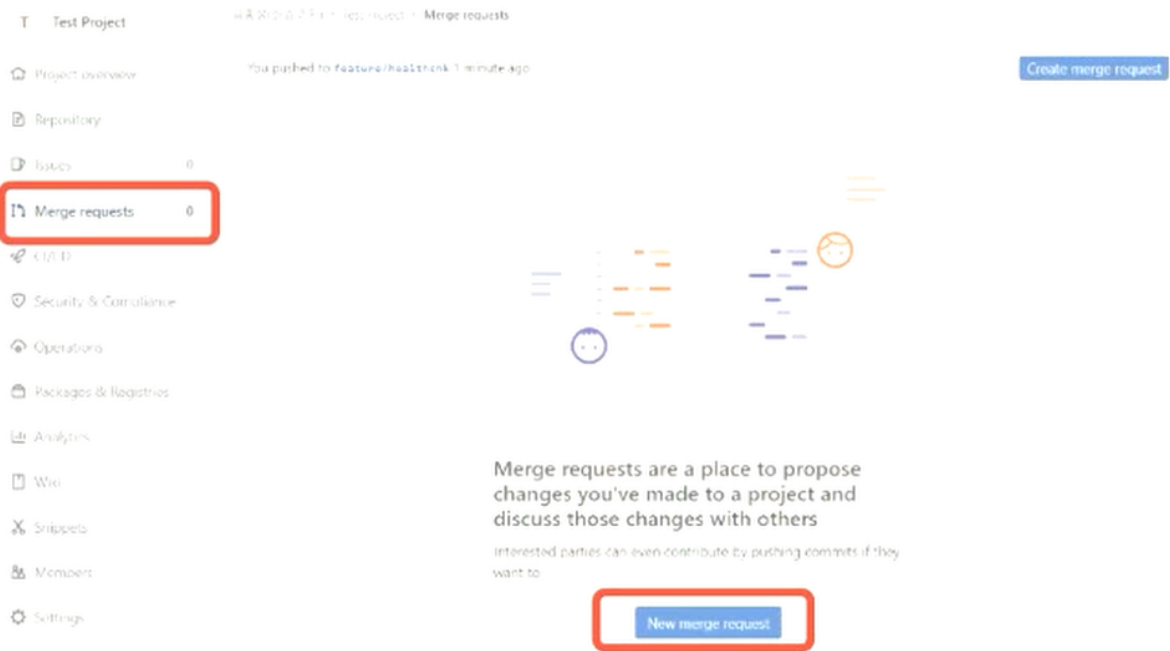 T Test Project
Merge requests
You pushed to feature/healthchk 1 minute ago
Create merge request
Project overview
Repository
Issues 0
Merge requests 0
CI/CD
Security & Compliance
Operations
Packages & Registries
Analytics
Wiki
Snippets
Members
Settings
Merge requests are a place to propose
changes you've made to a project and
discuss those changes with others
Interested parties can even contribute by pushing commits if they
want to
New merge request